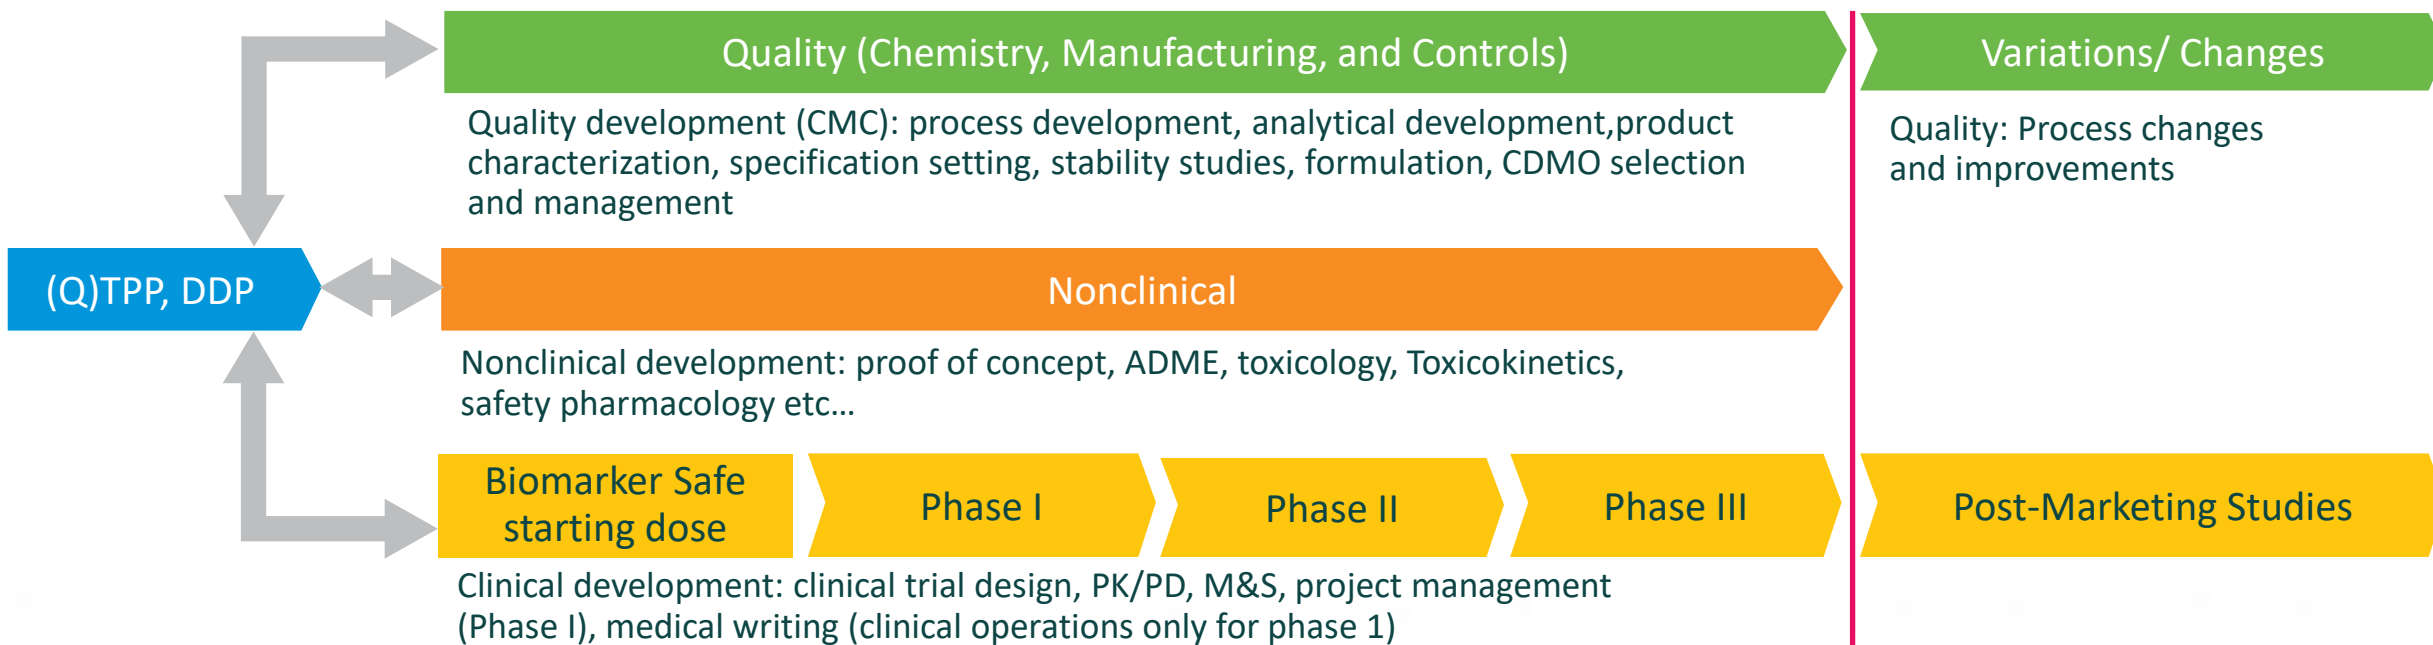 Quality (Chemistry, Manufacturing, and Controls)
Variations/ Changes
Quality development (CMC): process development, analytical development,product
characterization, specification setting, stability studies, formulation, CDMO selection
and management
Quality: Process changes
and improvements
(Q)TPP, DDP
Nonclinical
Nonclinical development: proof of concept, ADME, toxicology, Toxicokinetics,
safety pharmacology etc...
Biomarker Safe
starting dose
Phase I
Phase II
Phase III
Post-Marketing Studies
Clinical development: clinical trial design, PK/PD, M&S, project management
(Phase I), medical writing (clinical operations only for phase 1)